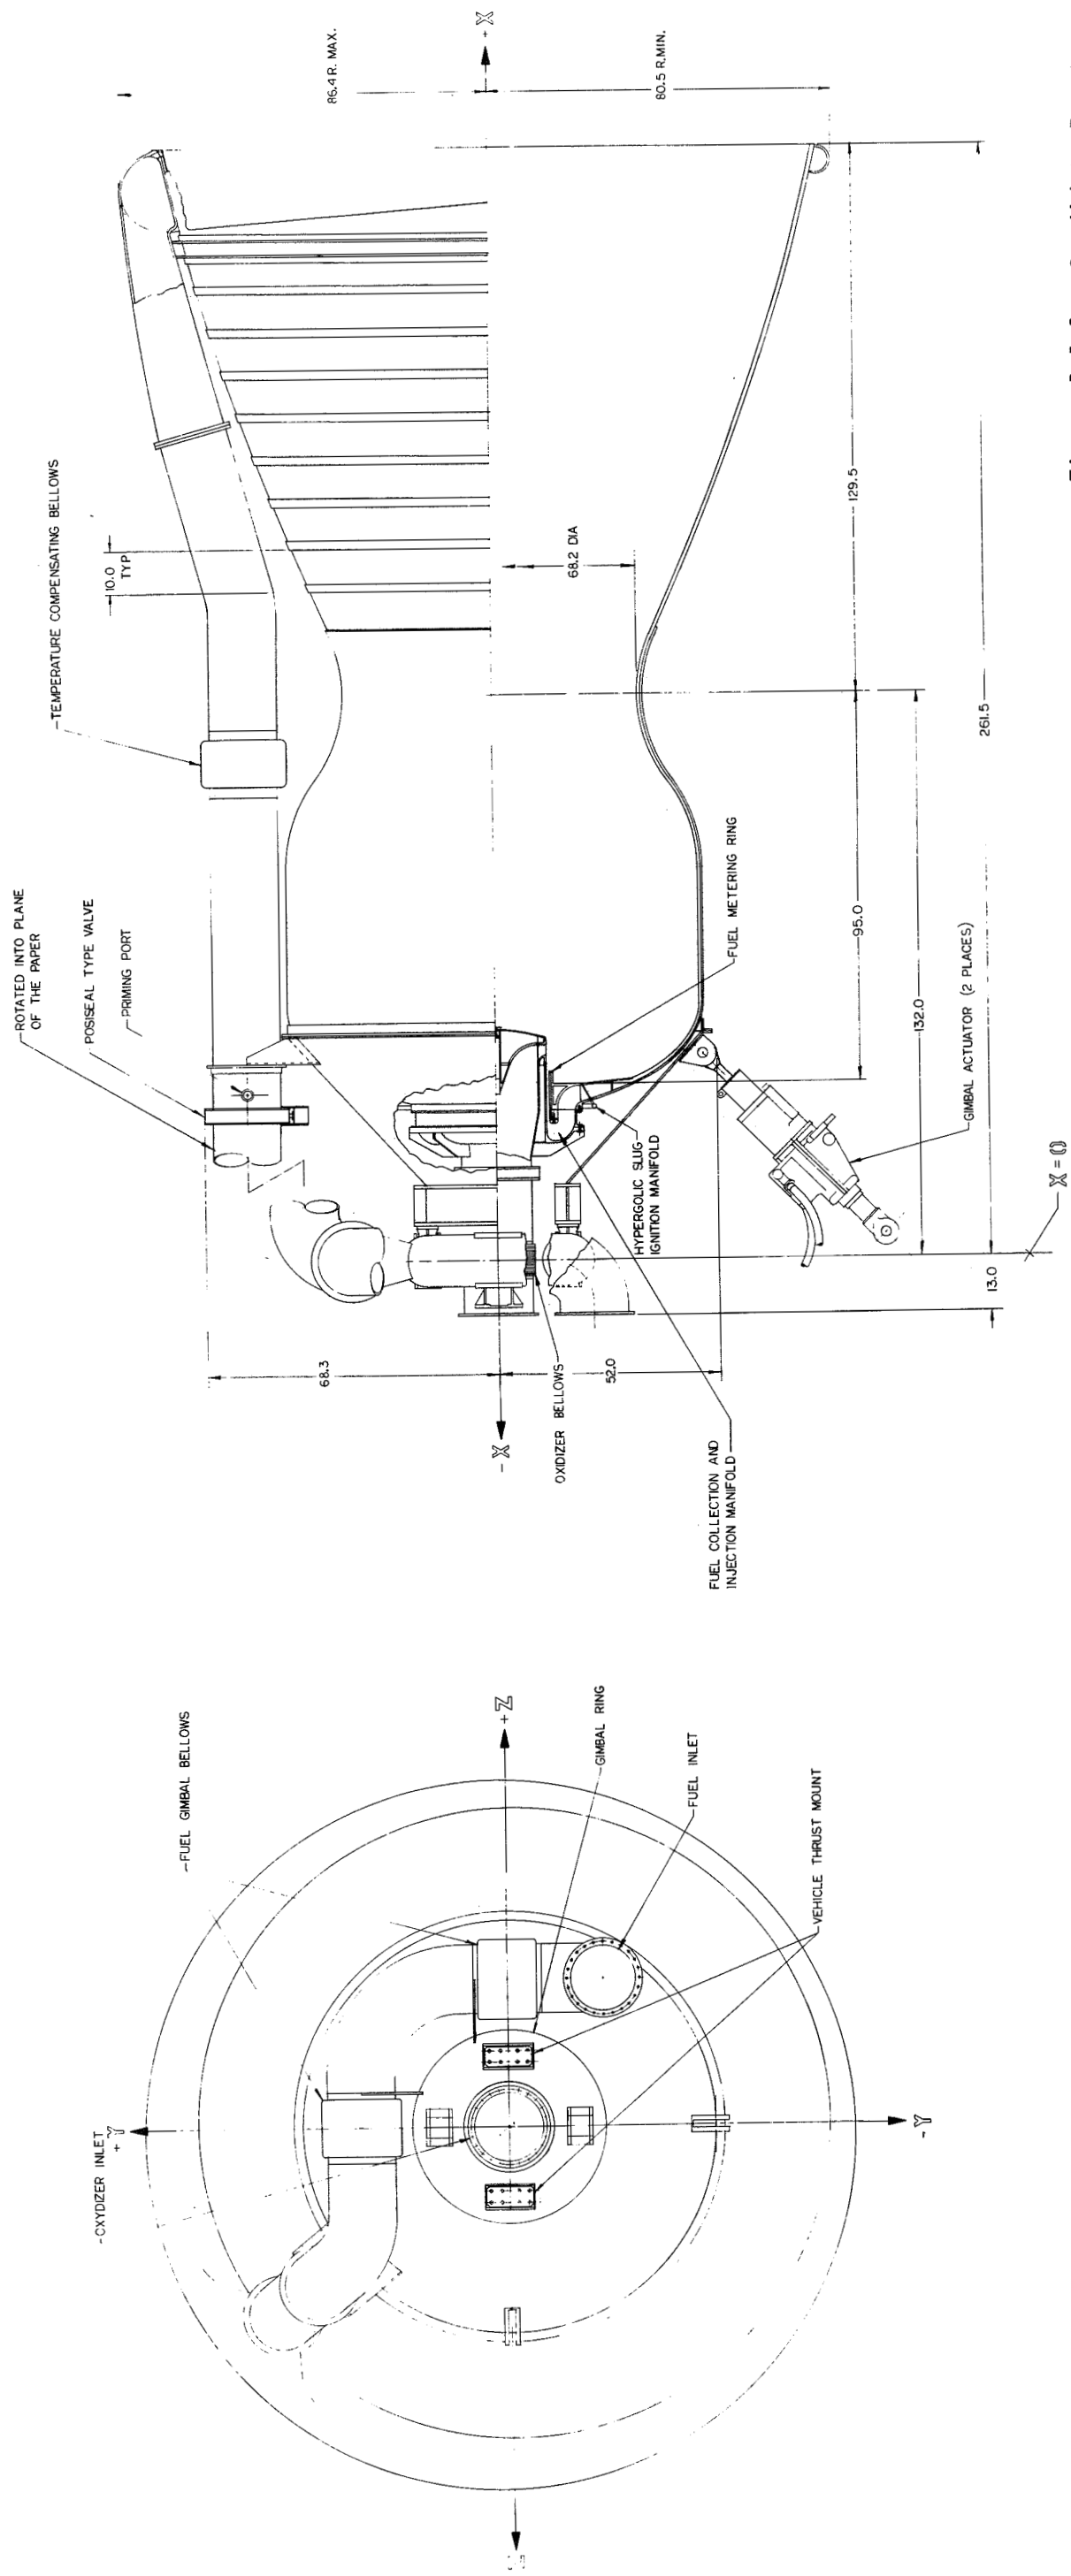 86.4 R. MAX.
+X
80.5 R.MIN.
TEMPERATURE COMPENSATING BELLOWS
10.0
TYP
68.2 DIA
129.5
261.5
ROTATED INTO PLANE
OF THE PAPER
POSISEAL TYPE VALVE
PRIMING PORT
FUEL METERING RING
95.0
132.0
GIMBAL ACTUATOR (2 PLACES)
HYPERGOLIC SLUG
IGNITION MANIFOLD
X = 0
13.0
68.3
52.0
-X
OXIDIZER BELLOWS
FUEL COLLECTION AND
INJECTION MANIFOLD
FUEL GIMBAL BELLOWS
+Z
GIMBAL RING
FUEL INLET
VEHICLE THRUST MOUNT
OXYDIZER INLET
+Y
-Y